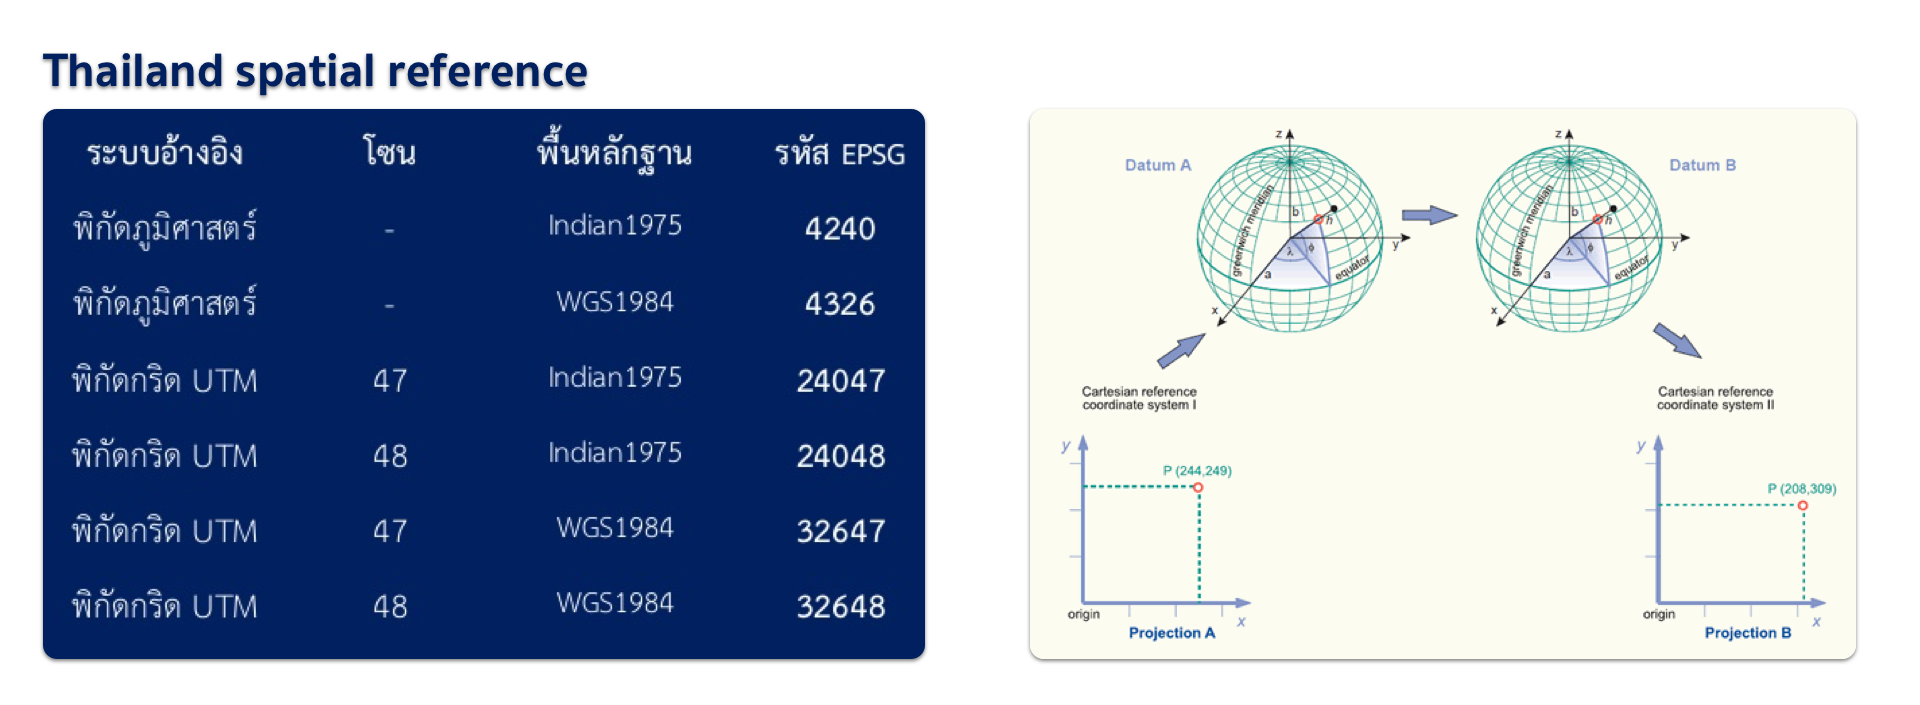 Thailand spatial reference
ระบบอ้างอิง โซน พื้นหลักฐาน รหัส EPSG
พิกัดภูมิศาสตร์ - Indian1975 4240
พิกัดภูมิศาสตร์ - WGS1984 4326
พิกัดกริด UTM 47 Indian1975 24047
พิกัดกริด UTM 48 Indian1975 24048
พิกัดกริด UTM 47 WGS1984 32647
พิกัดกริด UTM 48 WGS1984 32648
Datum A
z
greenwich meridian
b
h
y
λ
ϕ
a
equator
x
Datum B
z
greenwich meridian
b
h
y
λ
ϕ
a
equator
x
Cartesian reference
coordinate system I
y
P (244,249)
origin
x
Projection A
Cartesian reference
coordinate system II
y
P (208,309)
origin
x
Projection B